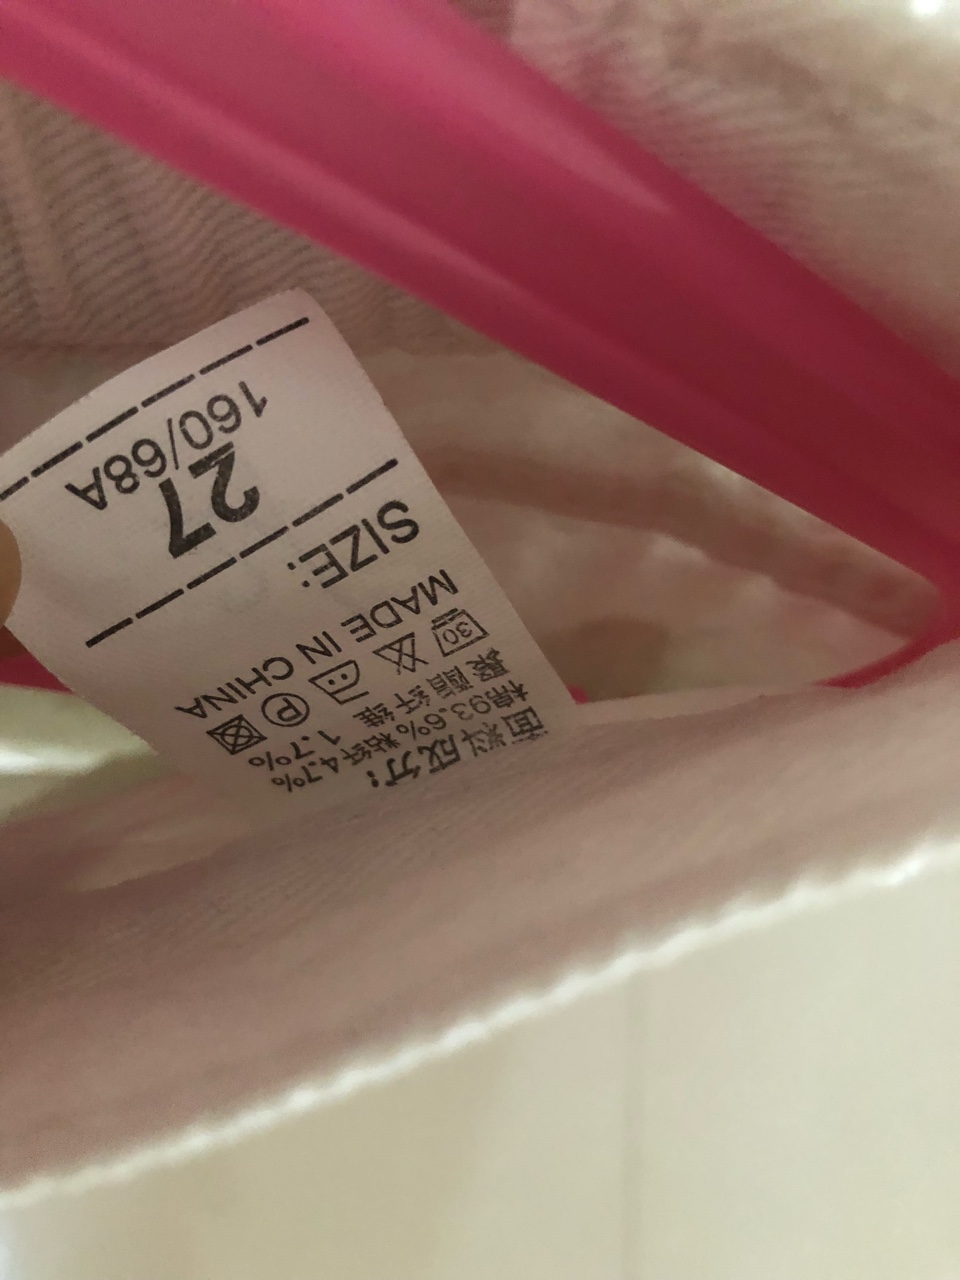 面料成分:
棉93.6% 粘纤4.7%
聚酯纤维 1.7%
30 P
MADE IN CHINA
SIZE:
27
160/68A